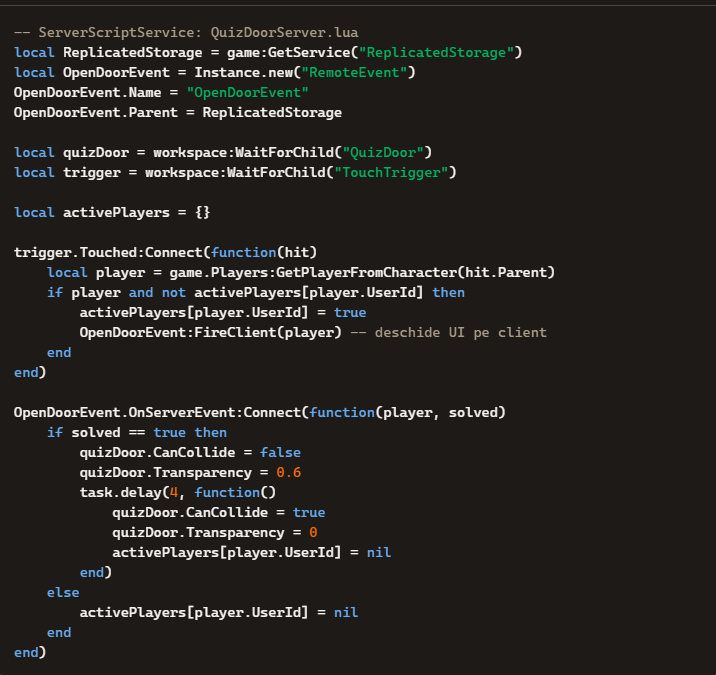 -- ServerScriptService: QuizDoorServer.lua
local ReplicatedStorage = game:GetService("ReplicatedStorage")
local OpenDoorEvent = Instance.new("RemoteEvent")
OpenDoorEvent.Name = "OpenDoorEvent"
OpenDoorEvent.Parent = ReplicatedStorage

local quizDoor = workspace:WaitForChild("QuizDoor")
local trigger = workspace:WaitForChild("TouchTrigger")

local activePlayers = {}

trigger.Touched:Connect(function(hit)
    local player = game.Players:GetPlayerFromCharacter(hit.Parent)
    if player and not activePlayers[player.UserId] then
        activePlayers[player.UserId] = true
        OpenDoorEvent:FireClient(player) -- deschide UI pe client
    end
end)

OpenDoorEvent.OnServerEvent:Connect(function(player, solved)
    if solved == true then
        quizDoor.CanCollide = false
        quizDoor.Transparency = 0.6
        task.delay(4, function()
            quizDoor.CanCollide = true
            quizDoor.Transparency = 0
            activePlayers[player.UserId] = nil
        end)
    else
        activePlayers[player.UserId] = nil
    end
end)